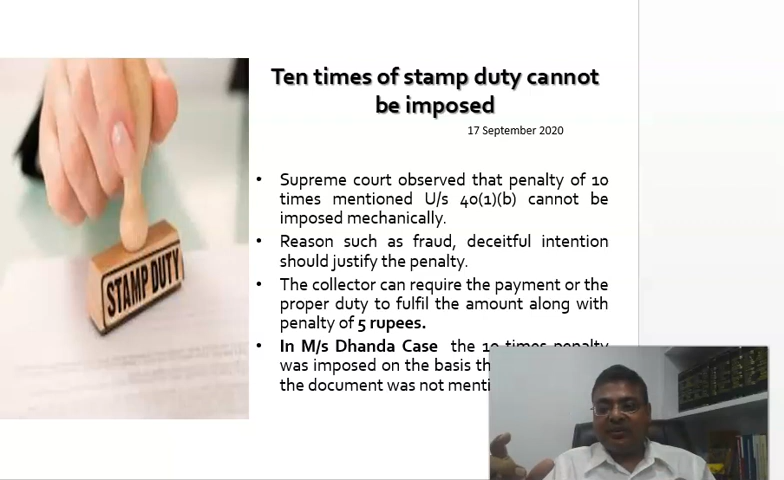 Ten times of stamp duty cannot
be imposed
17 September 2020
• Supreme court observed that penalty of 10
times mentioned U/s 40(1)(b) cannot be
imposed mechanically.
• Reason such as fraud, deceitful intention
should justify the penalty.
• The collector can require the payment or the
proper duty to fulfil the amount along with
penalty of 5 rupees.
• In M/s Dhanda Case the 10 times penalty
was imposed on the basis
the document was not
STAMP DUTY